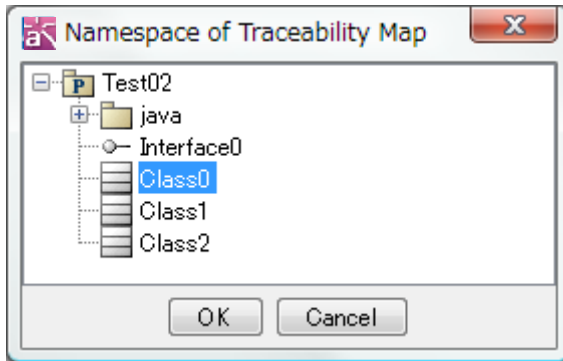 Namespace of Traceability Map
Test02
java
Interface0
Class0
Class1
Class2
OK Cancel